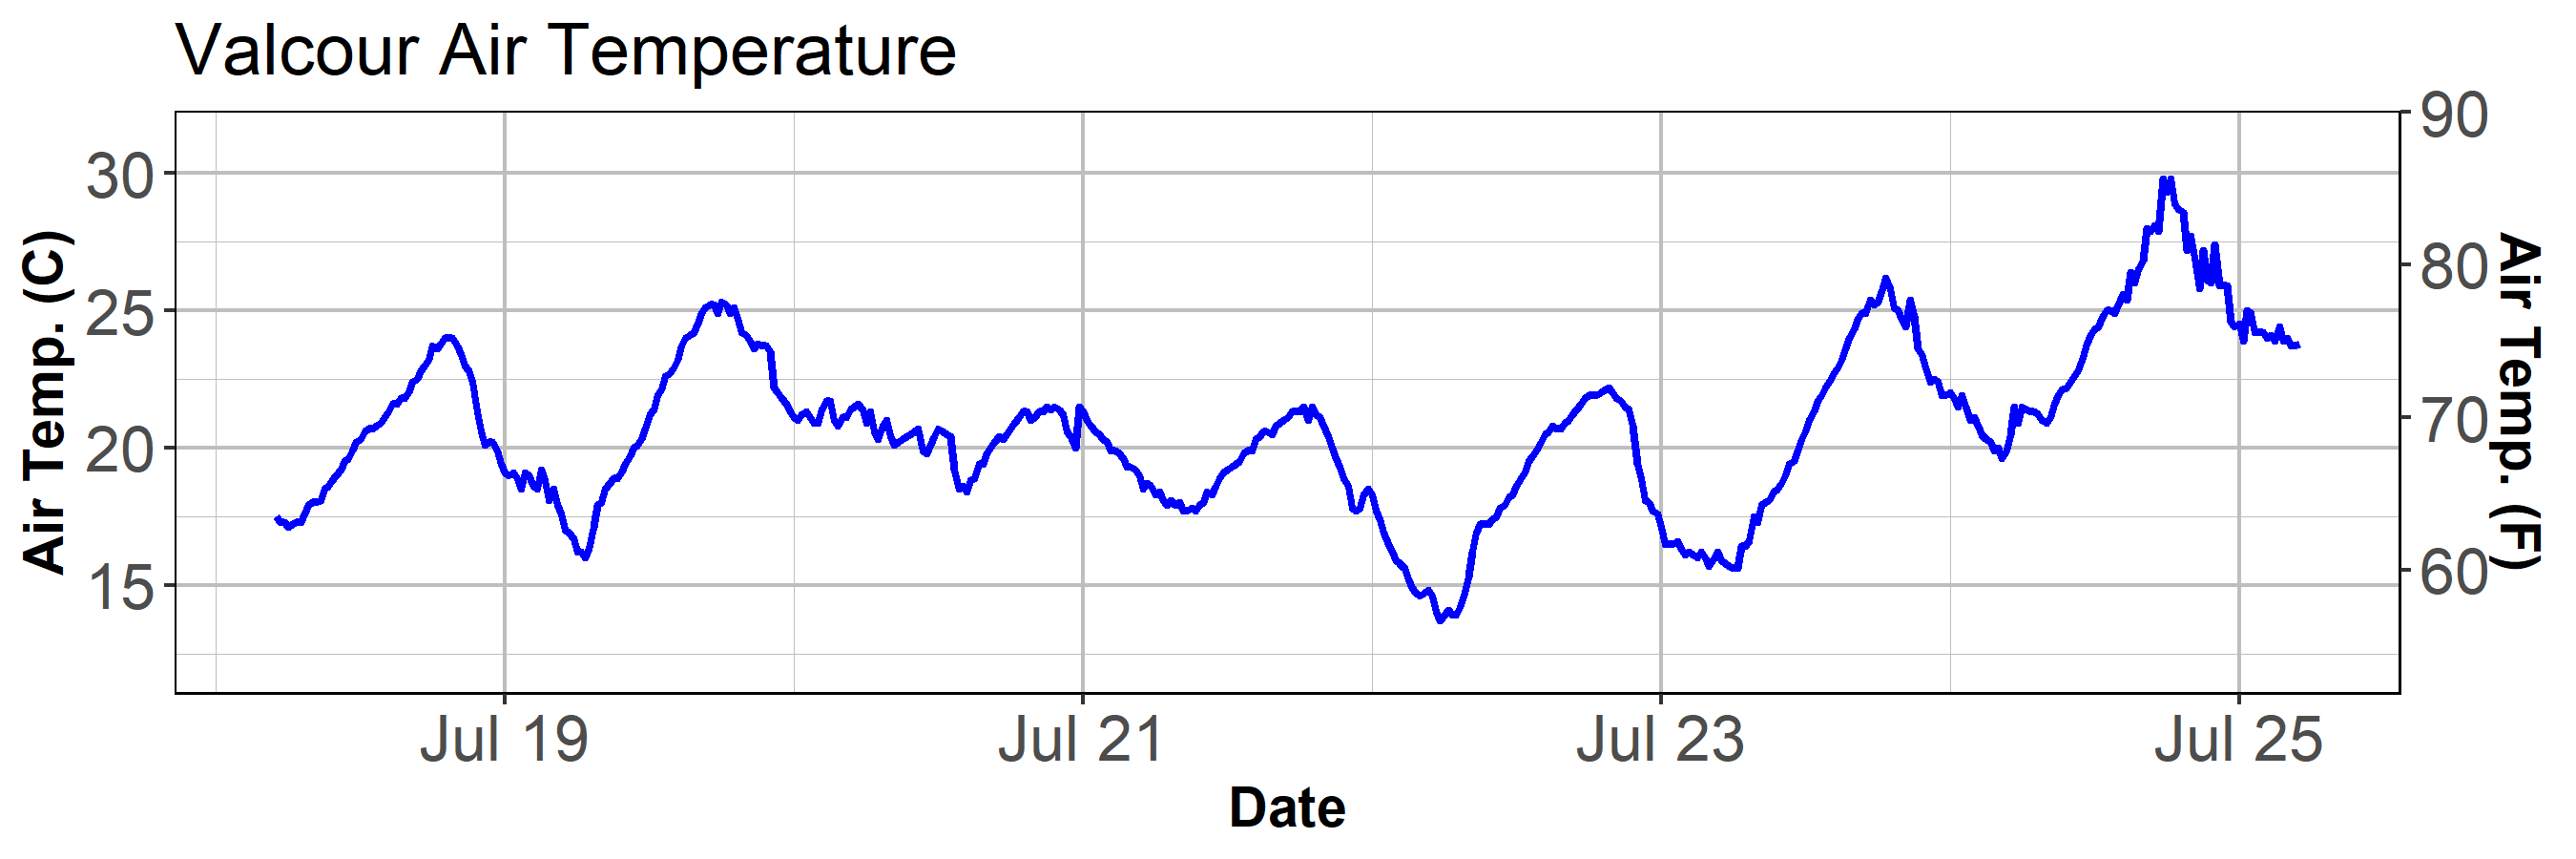 Valcour Air Temperature
Air Temp. (C)
30
25
20
15
90
80
70
60
Air Temp. (F)
Jul 19
Jul 21
Jul 23
Jul 25
Date